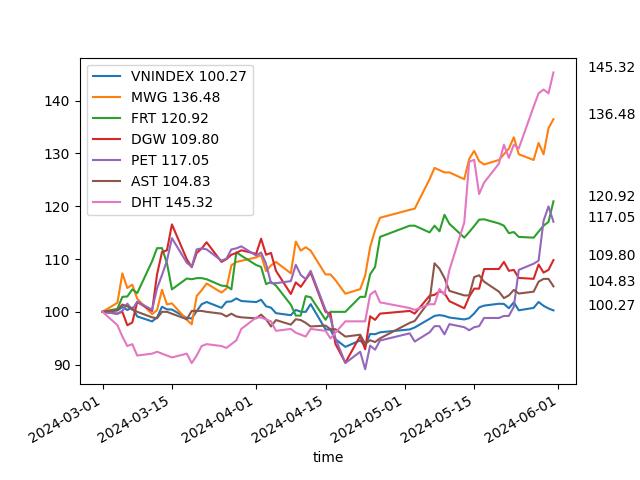 VNINDEX 100.27
MWG 136.48
FRT 120.92
DGW 109.80
PET 117.05
AST 104.83
DHT 145.32
140
130
120
110
100
90
145.32
136.48
120.92
117.05
109.80
104.83
100.27
2024-03-01
2024-03-15
2024-04-01
2024-04-15
2024-05-01
2024-05-15
2024-06-01
time